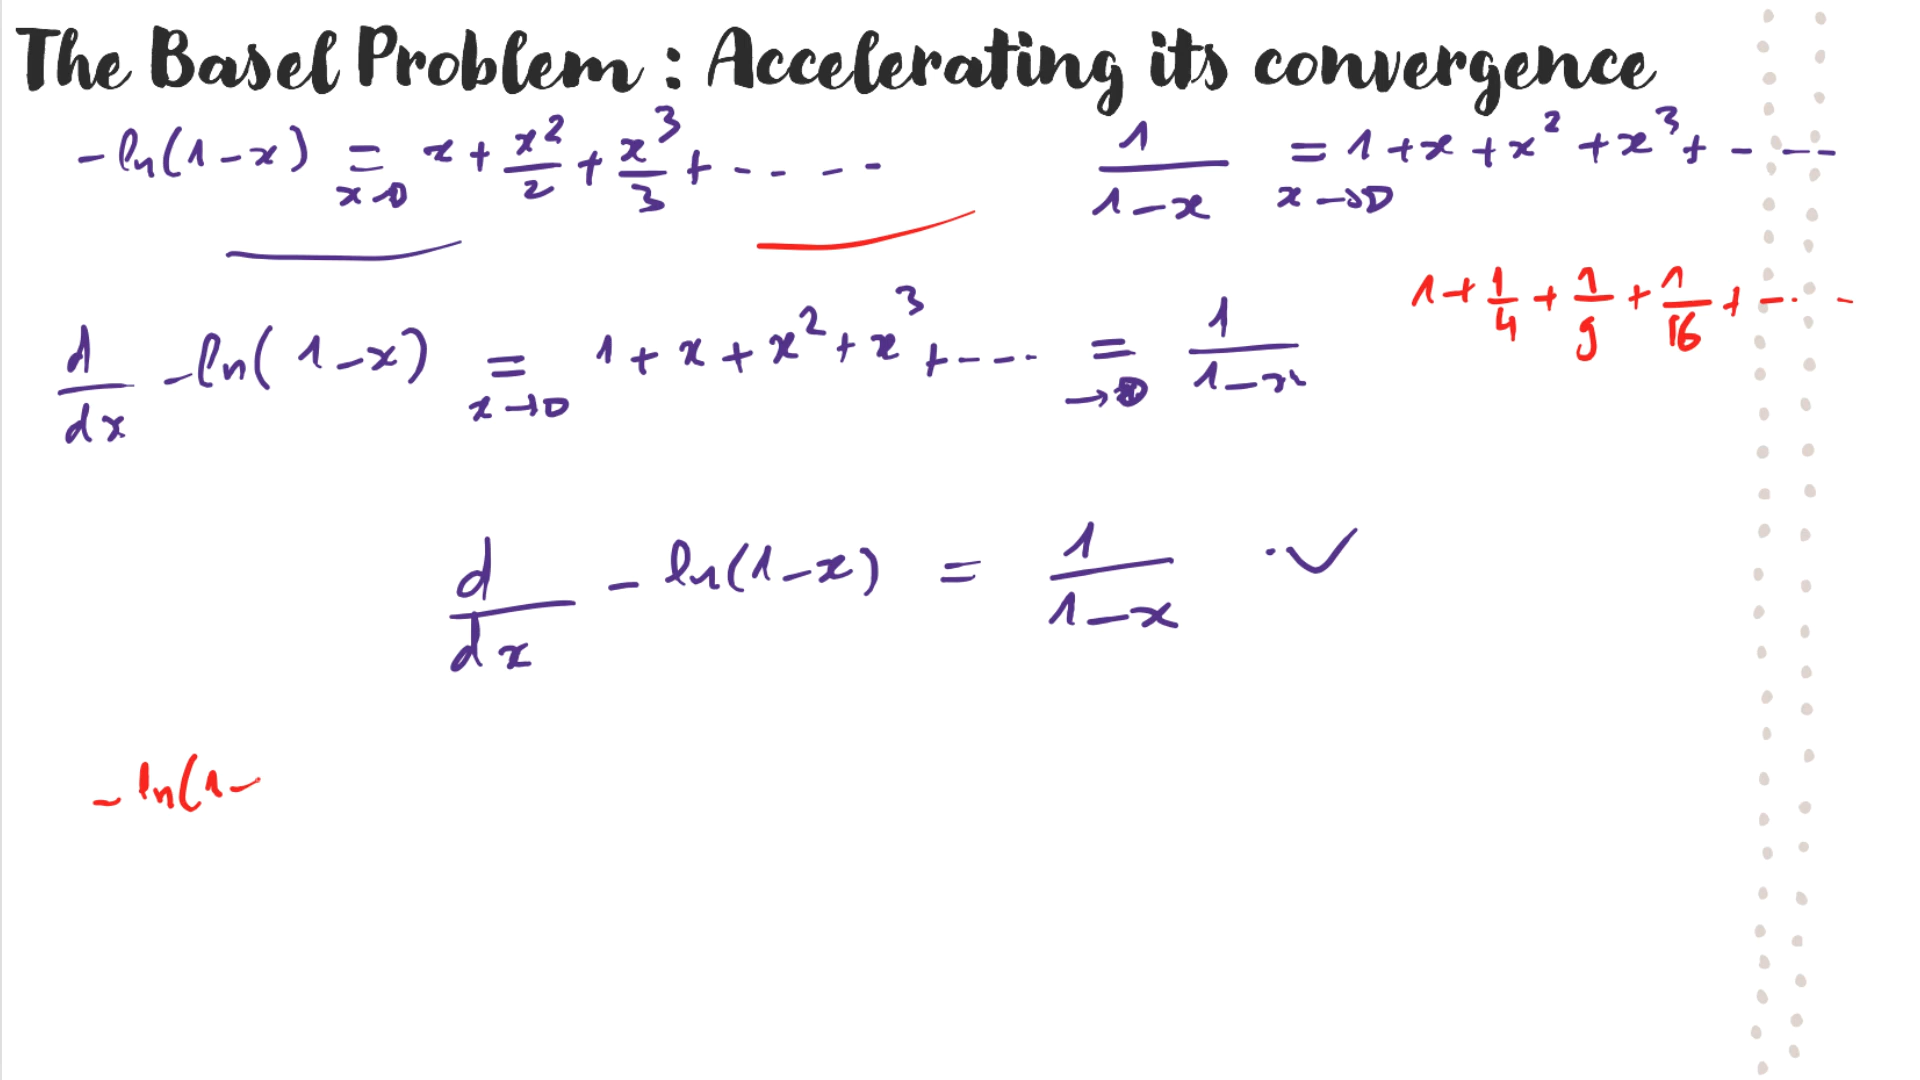 The Basel Problem : Accelerating its convergence
-ln(1-x) =_{x→0} x + x²/2 + x³/3 + - - - -
1/(1-x) =_{x→0} 1 + x + x² + x³ + - - -
1 + 1/4 + 1/9 + 1/16 + - - -
d/dx -ln(1-x) =_{x→0} 1 + x + x² + x³ + - - - =_{→0} 1/(1-x)
d/dx - ln(1-x) = 1/(1-x) ✓
- ln(1-